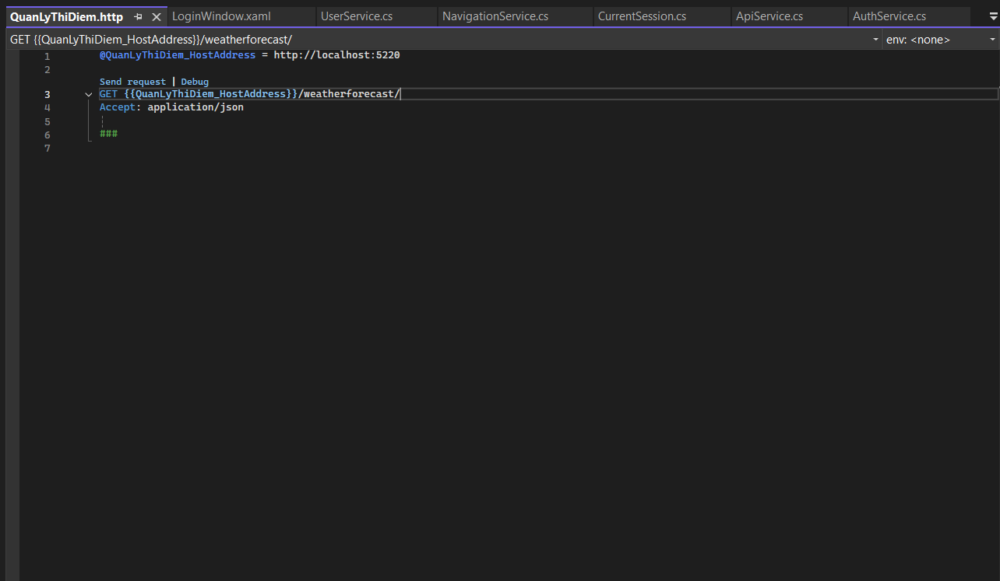 QuanLyThiDiem.http LoginWindow.xaml UserService.cs NavigationService.cs CurrentSession.cs ApiService.cs AuthService.cs
GET {{QuanLyThiDiem_HostAddress}}/weatherforecast/ env: <none>
1 @QuanLyThiDiem_HostAddress = http://localhost:5220
2
Send request | Debug
3 GET {{QuanLyThiDiem_HostAddress}}/weatherforecast/
4 Accept: application/json
5
6 ###
7